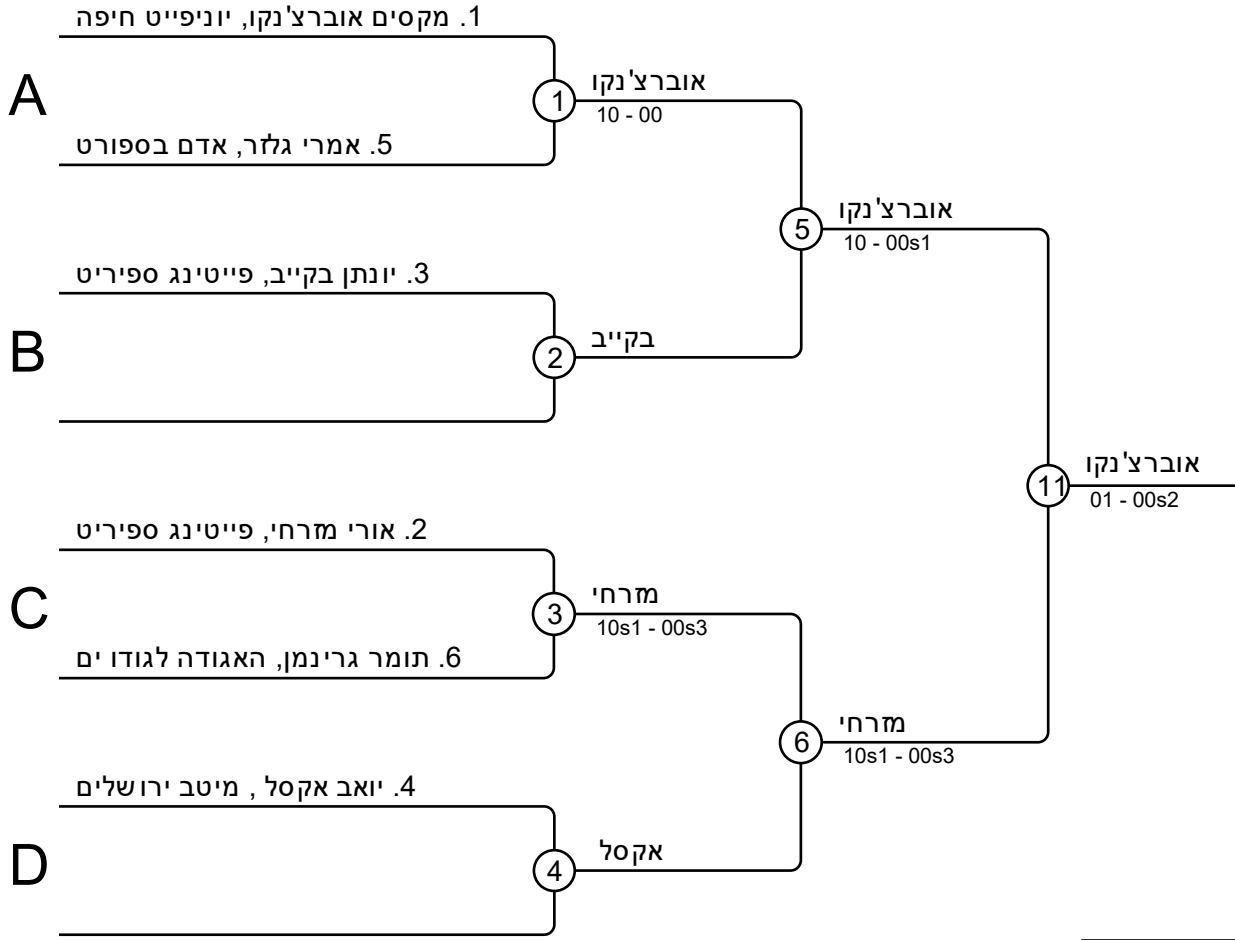 1. מקסים אוברצ'נקו, יוניפייט חיפה
A
1
אוברצ'נקו
10 - 00
5. אמרי גלזר, אדם בספורט
5
אוברצ'נקו
10 - 00s1
3. יונתן בקייב, פייטינג ספיריט
B
2
בקייב
11
אוברצ'נקו
01 - 00s2
2. אורי מזרחי, פייטינג ספיריט
C
3
מזרחי
10s1 - 00s3
6. תומר גרינמן, האגודה לגודו ים
6
מזרחי
10s1 - 00s3
4. יואב אקסל , מיטב ירושלים
D
4
אקסל